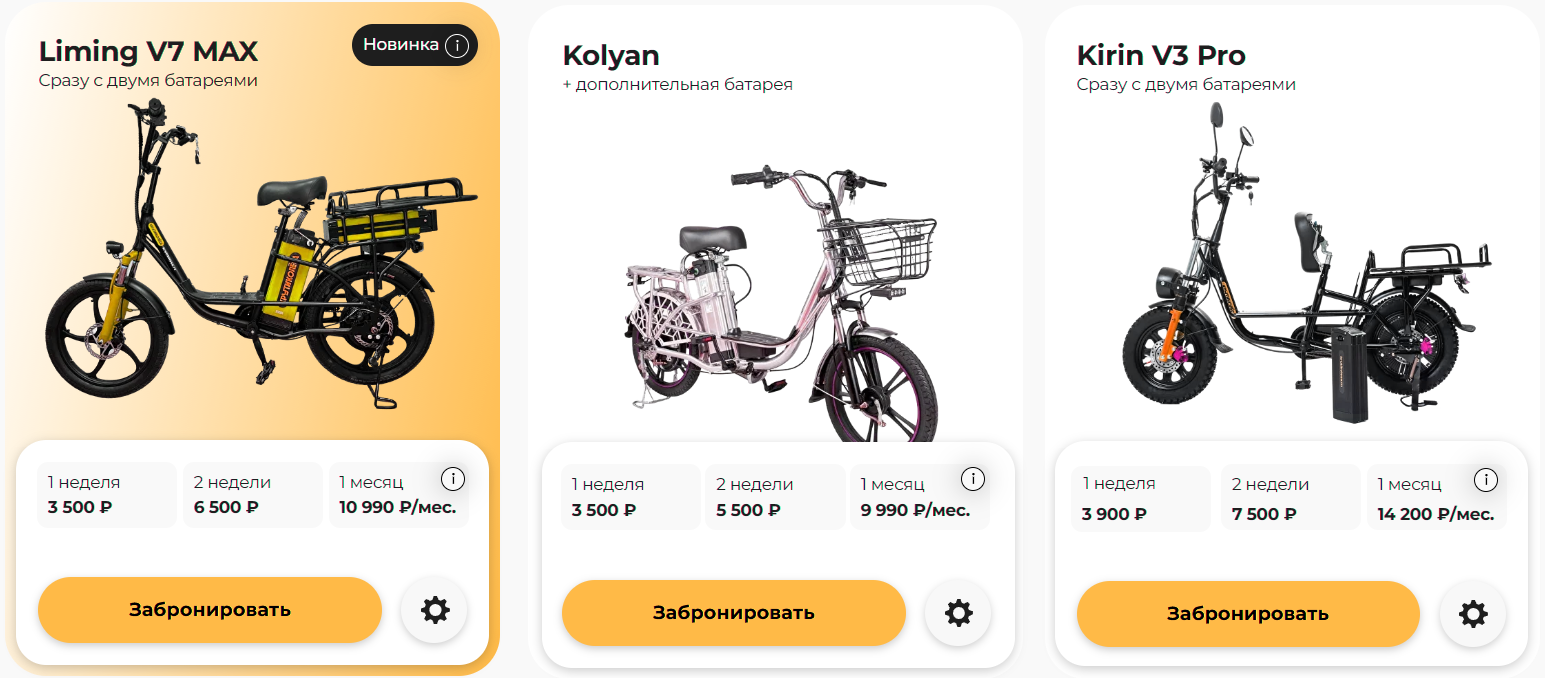 Liming V7 MAX
Новинка
Сразу с двумя батареями
1 неделя
3 500 ₽
2 недели
6 500 ₽
1 месяц
10 990 ₽/мес.
Забронировать
Kolyan
+ дополнительная батарея
1 неделя
3 500 ₽
2 недели
5 500 ₽
1 месяц
9 990 ₽/мес.
Забронировать
Kirin V3 Pro
Сразу с двумя батареями
1 неделя
3 900 ₽
2 недели
7 500 ₽
1 месяц
14 200 ₽/мес.
Забронировать